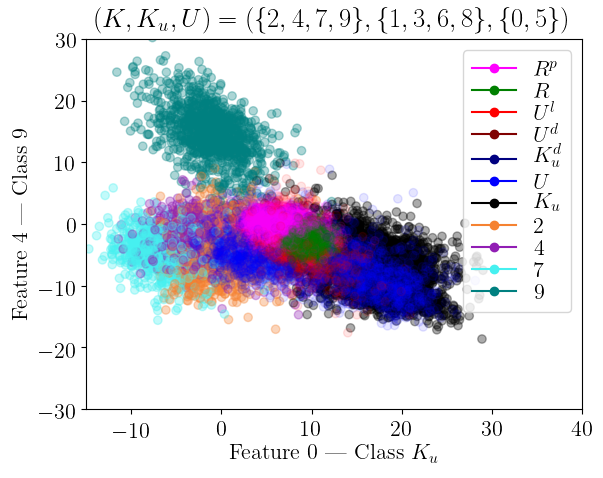 (K, K_u, U) = ({2, 4, 7, 9}, {1, 3, 6, 8}, {0, 5})
30
20
10
0
−10
−20
−30
Feature 4 — Class 9
R^p
R
U^l
U^d
K_u^d
U
K_u
2
4
7
9
−10
0
10
20
30
40
Feature 0 — Class K_u